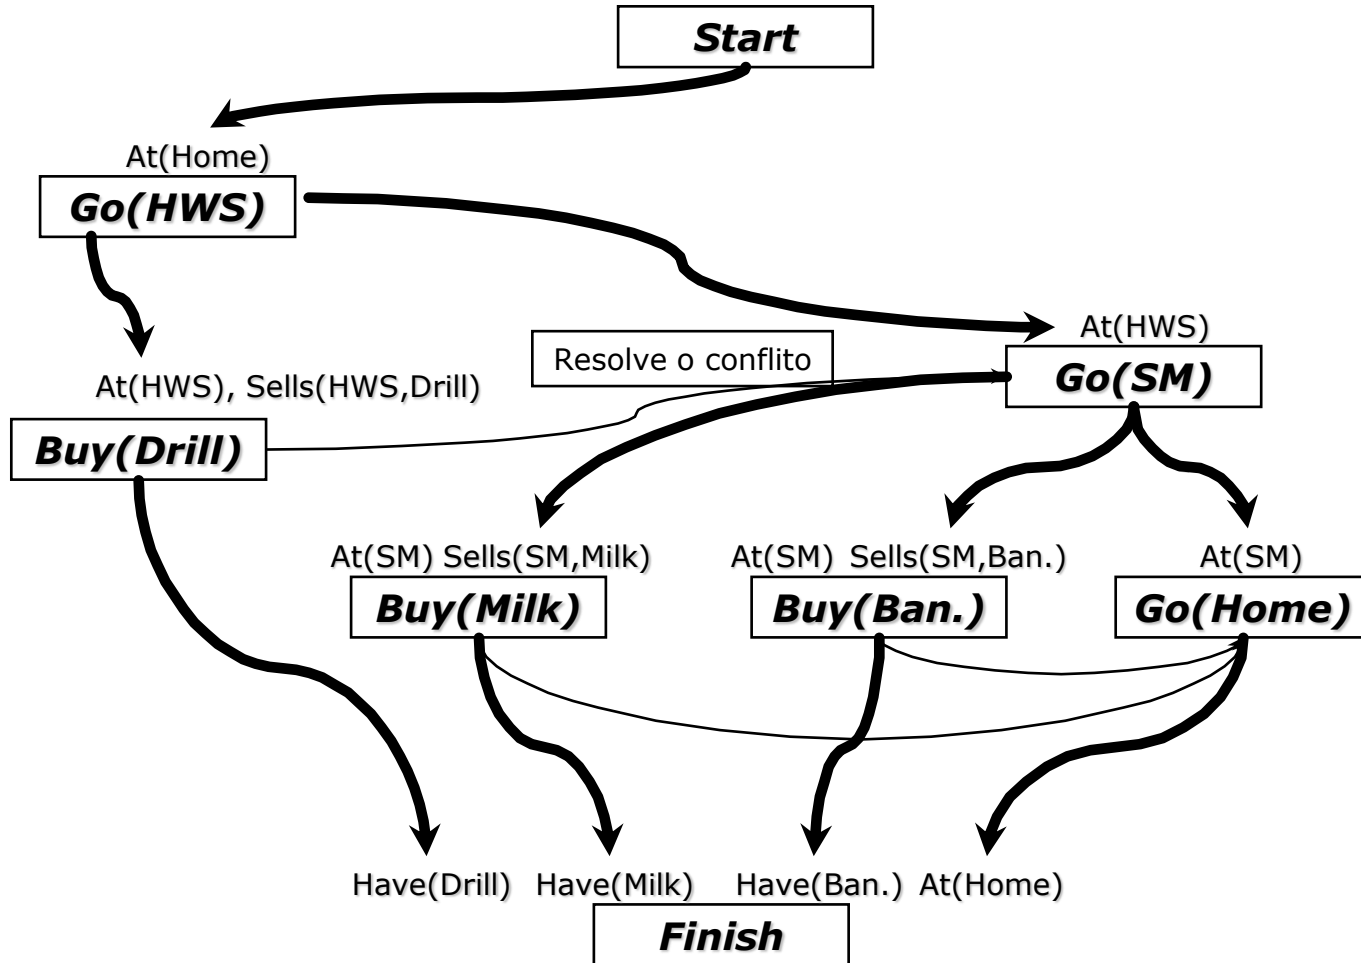 Start
At(Home)
Go(HWS)
At(HWS)
Resolve o conflito
Go(SM)
At(HWS), Sells(HWS,Drill)
Buy(Drill)
At(SM) Sells(SM,Milk)
At(SM) Sells(SM,Ban.)
At(SM)
Buy(Milk)
Buy(Ban.)
Go(Home)
Have(Drill) Have(Milk) Have(Ban.) At(Home)
Finish